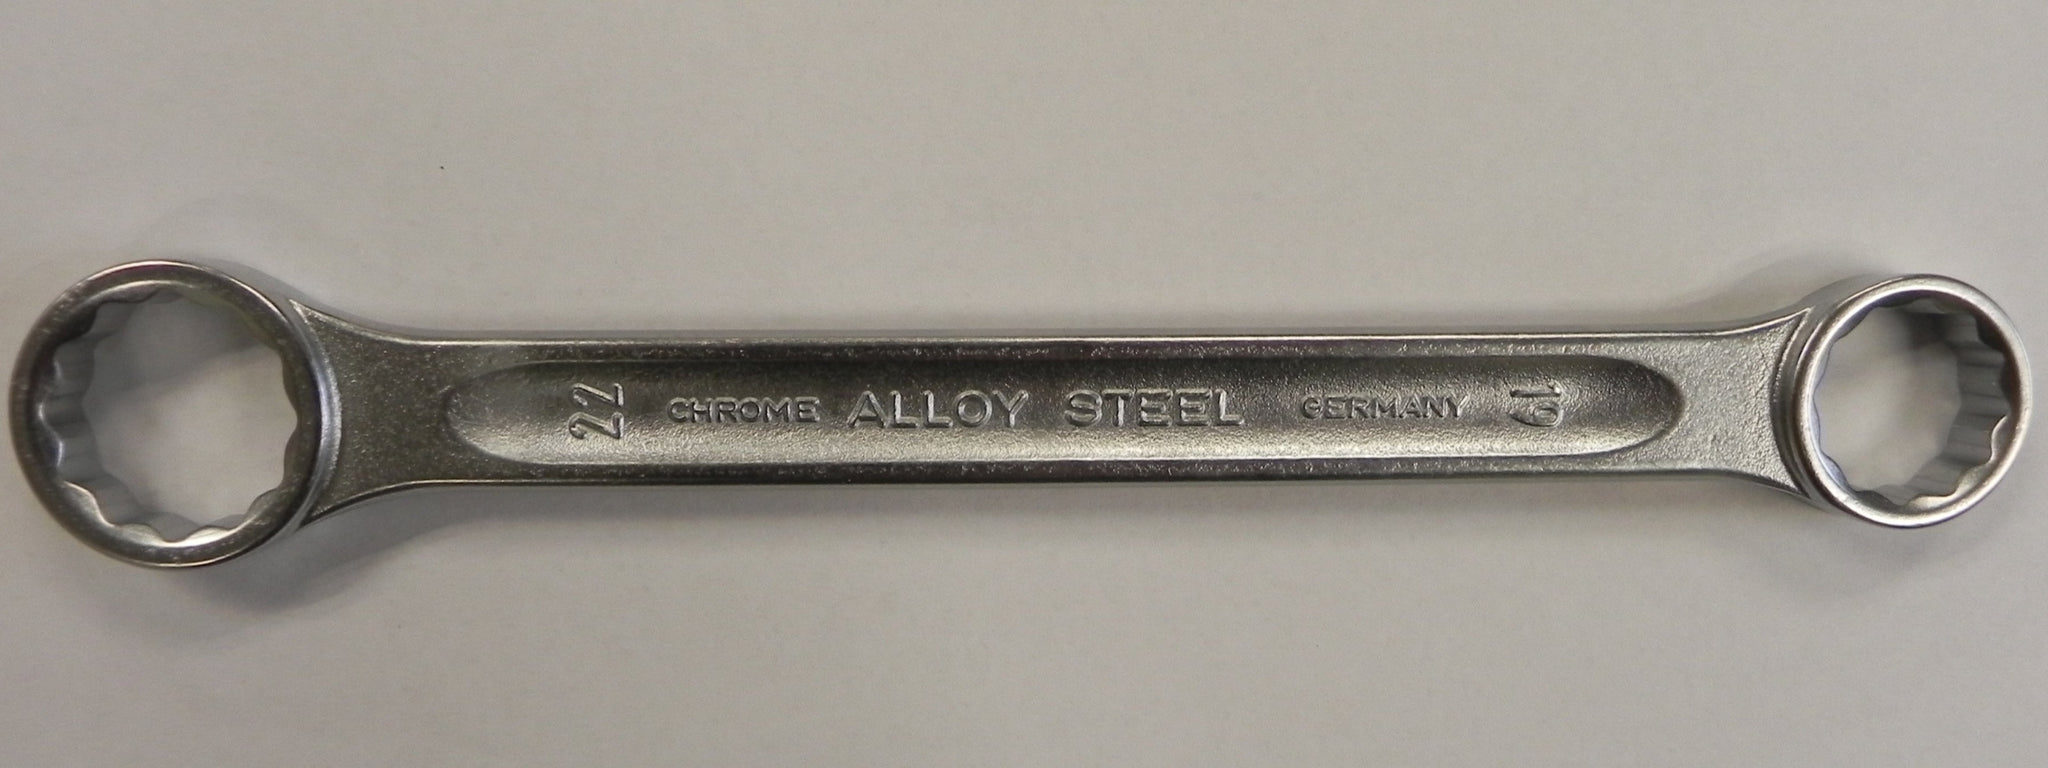 22 CHROME ALLOY STEEL GERMANY 19